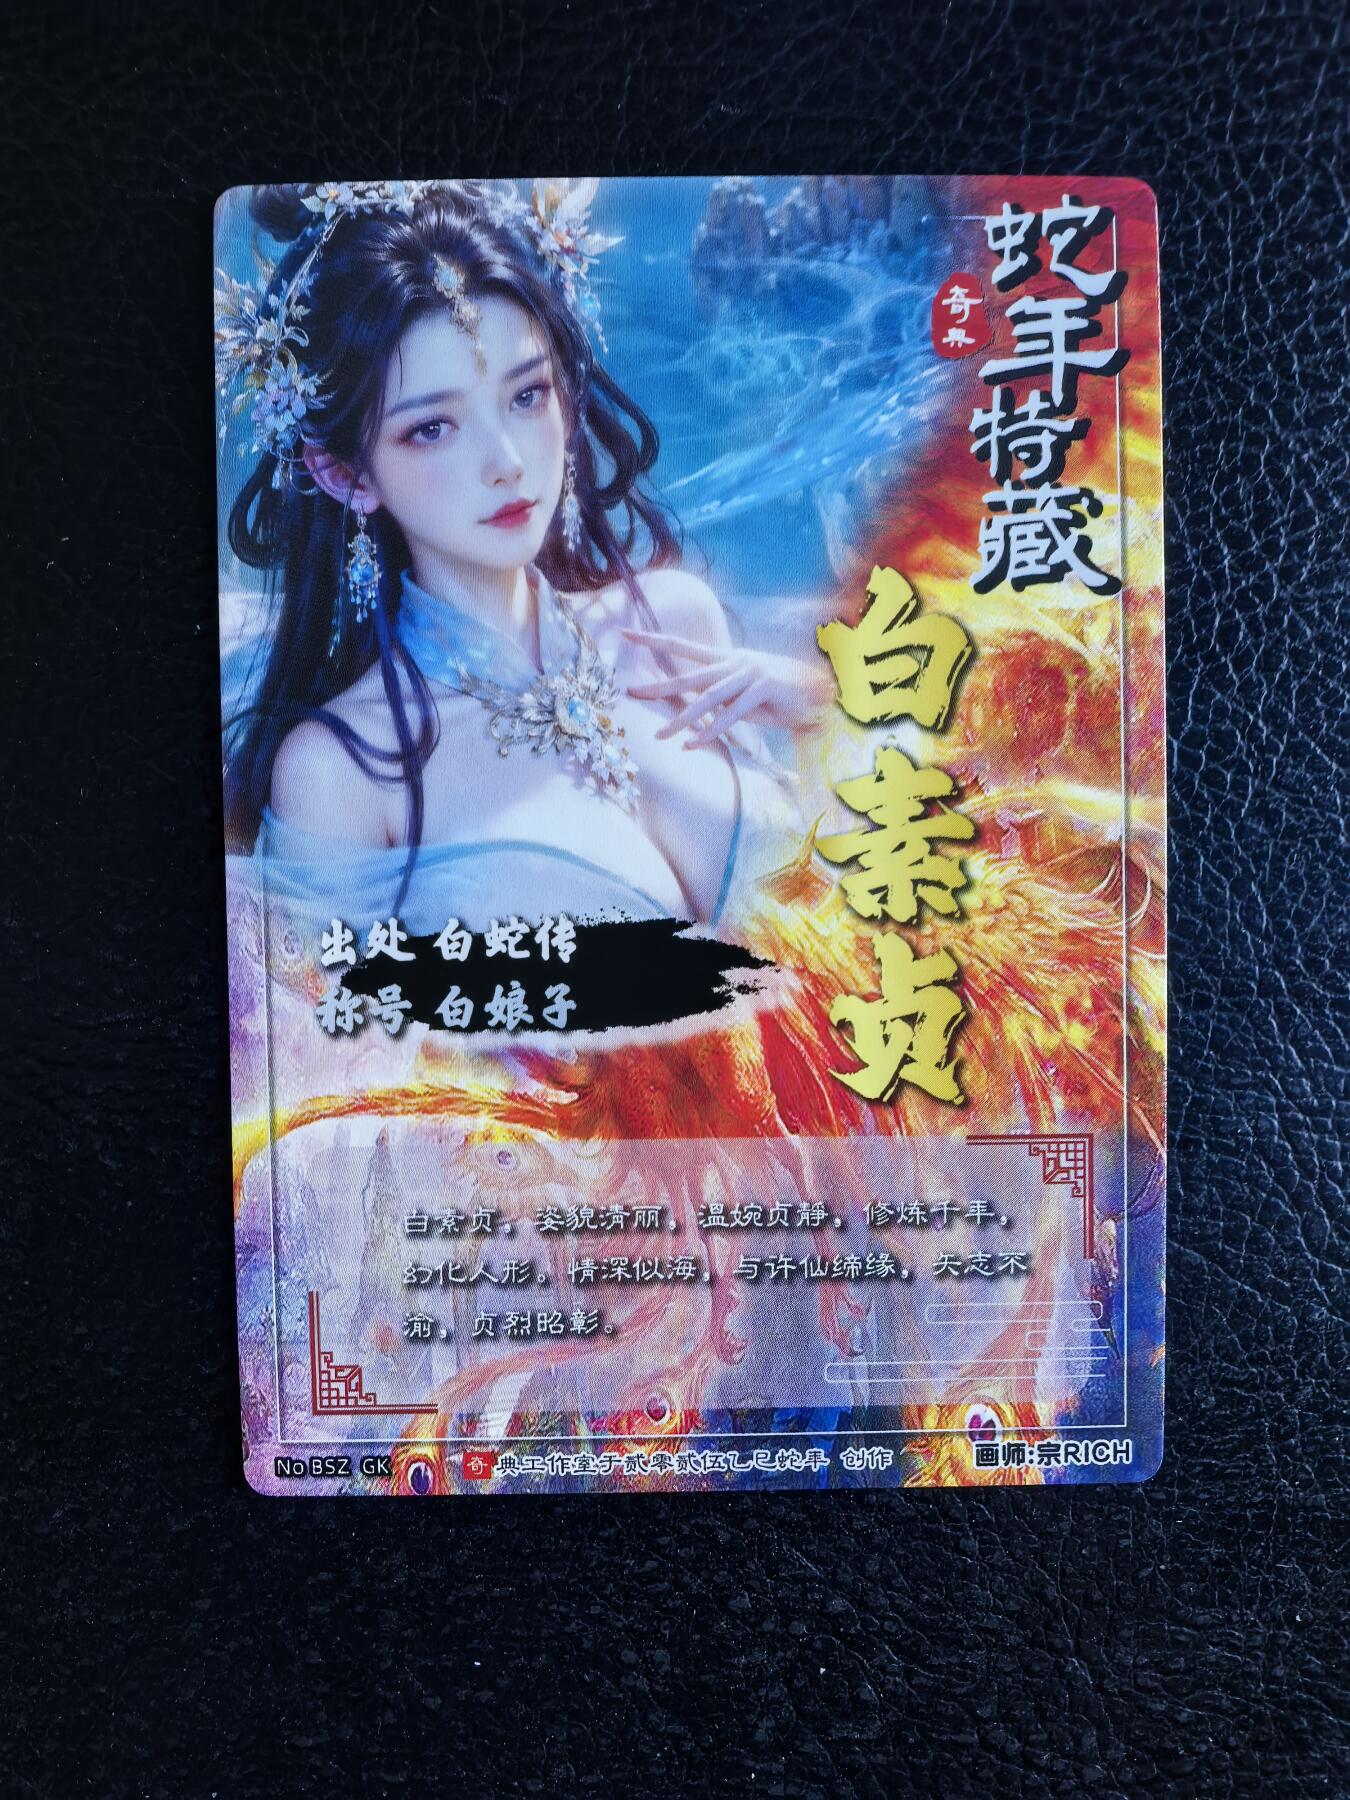 蛇年特藏
奇典
白素贞
出处 白蛇传
称号 白娘子
白素贞，姿貌清丽，温婉贞静，修炼千年，
幻化人形。情深似海，与许仙缔缘，矢志不
渝，贞烈昭彰。
No BSZ GK
奇典工作室于贰零贰伍乙巳蛇年 创作
画师:宗RICH